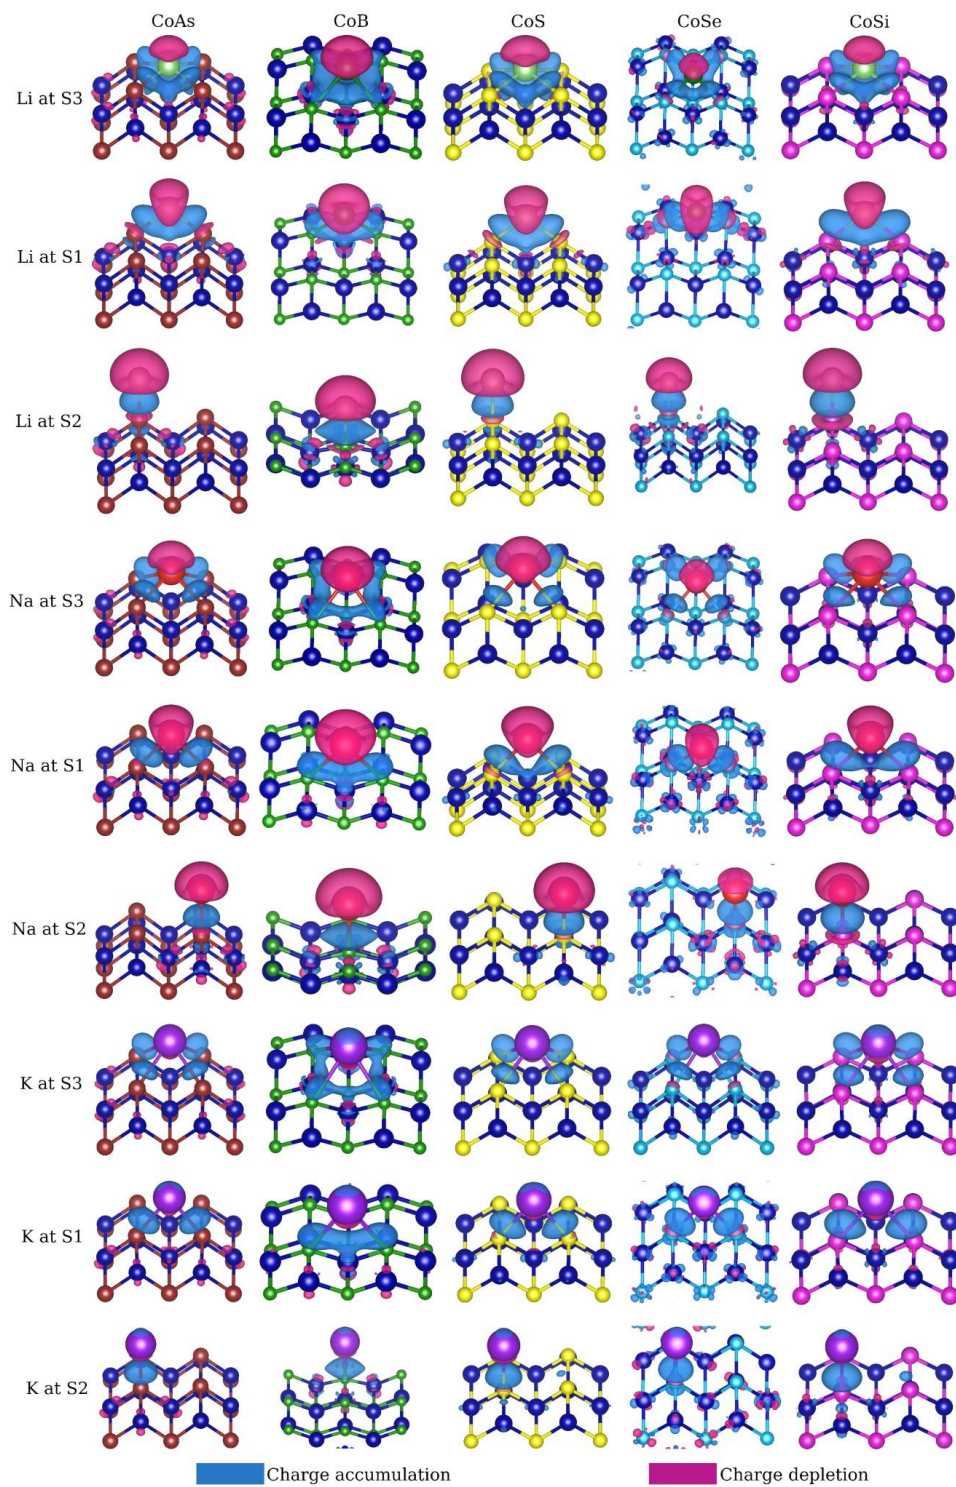 CoAs CoB CoS CoSe CoSi
Li at S3
Li at S1
Li at S2
Na at S3
Na at S1
Na at S2
K at S3
K at S1
K at S2
Charge accumulation Charge depletion